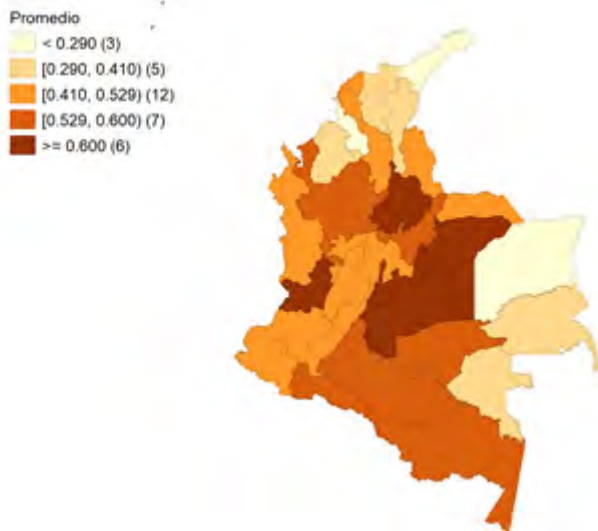 Promedio
< 0.290 (3)
[0.290, 0.410) (5)
[0.410, 0.529) (12)
[0.529, 0.600) (7)
>= 0.600 (6)